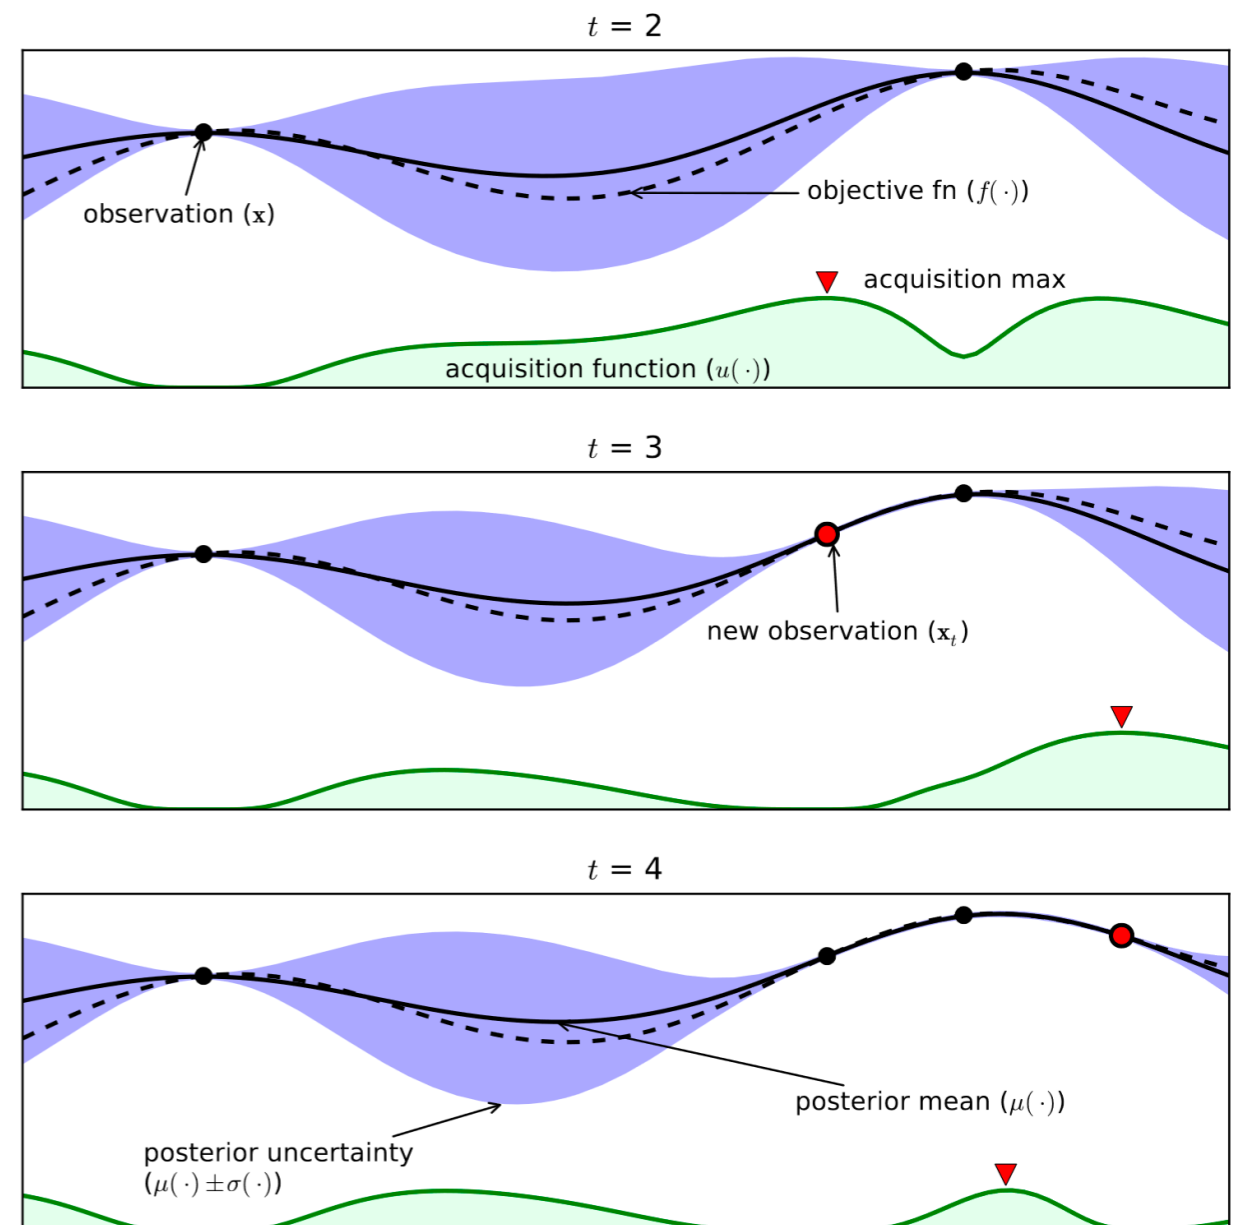 t = 2
observation (x)
objective fn (f(·))
acquisition max
acquisition function (u(·))
t = 3
new observation (xₜ)
t = 4
posterior mean (μ(·))
posterior uncertainty
(μ(·)±σ(·))